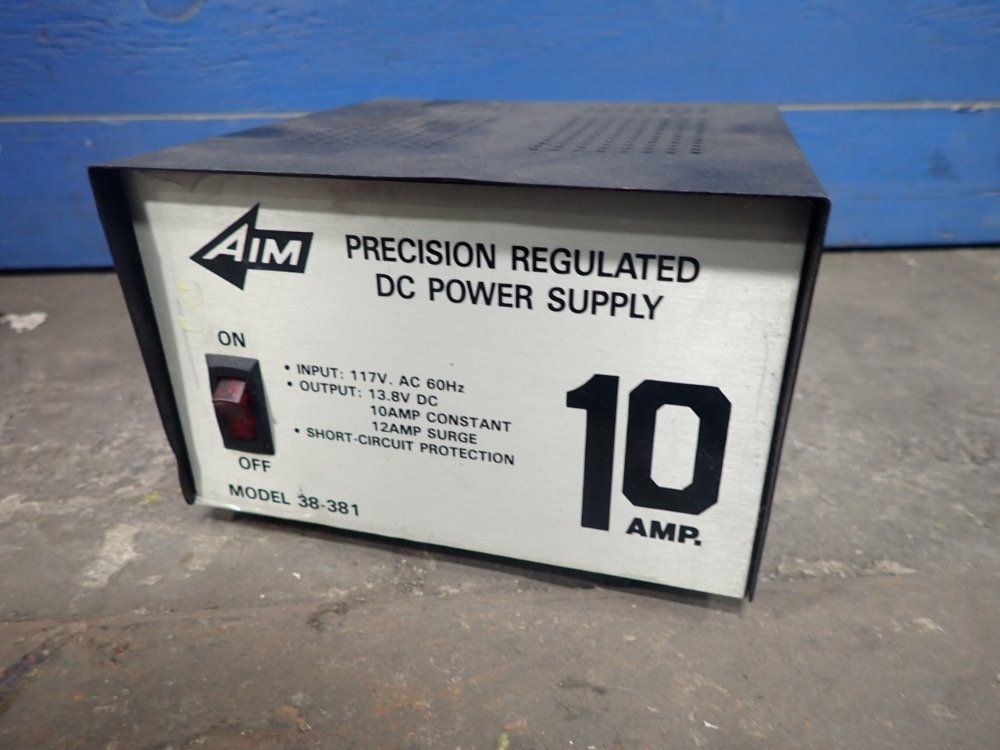 AIM
PRECISION REGULATED
DC POWER SUPPLY
ON
• INPUT: 117V. AC 60Hz
• OUTPUT: 13.8V DC
10AMP CONSTANT
12AMP SURGE
• SHORT-CIRCUIT PROTECTION
OFF
MODEL 38-381
10
AMP.